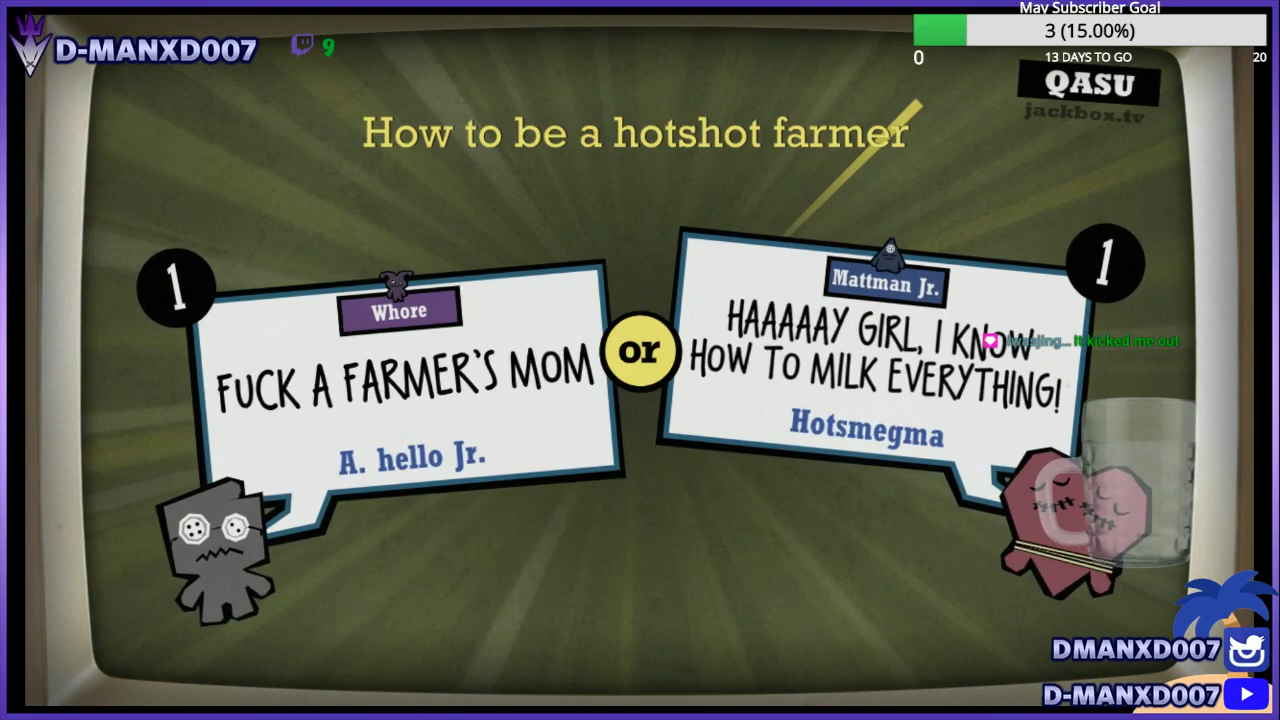 May Subscriber Goal
D-MANXD007
9
3 (15.00%)
0
13 DAYS TO GO
20
QASU
jackbox.tv
How to be a hotshot farmer
1
Whore
FUCK A FARMER'S MOM
A. hello Jr.
or
1
Mattman Jr.
HAAAAAY GIRL, I KNOW
HOW TO MILK EVERYTHING!
Hotsmegma
It kicked me out
DMANXD007
D-MANXD007